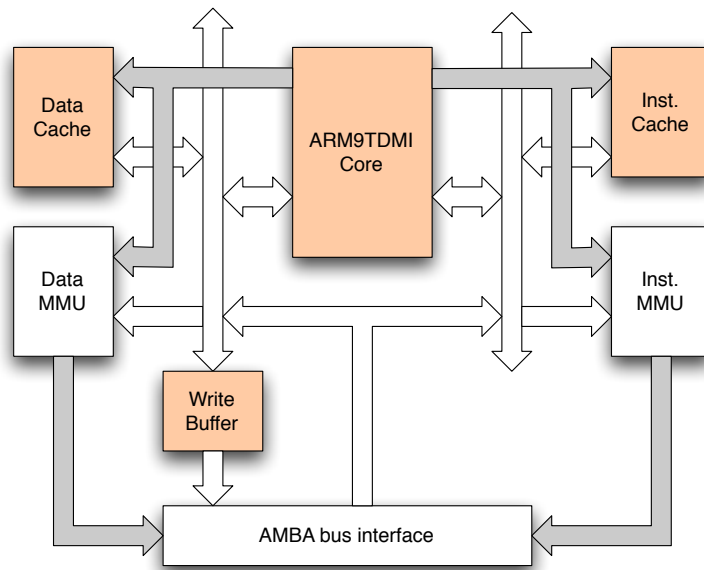 Data
Cache
ARM9TDMI
Core
Inst.
Cache
Data
MMU
Inst.
MMU
Write
Buffer
AMBA bus interface